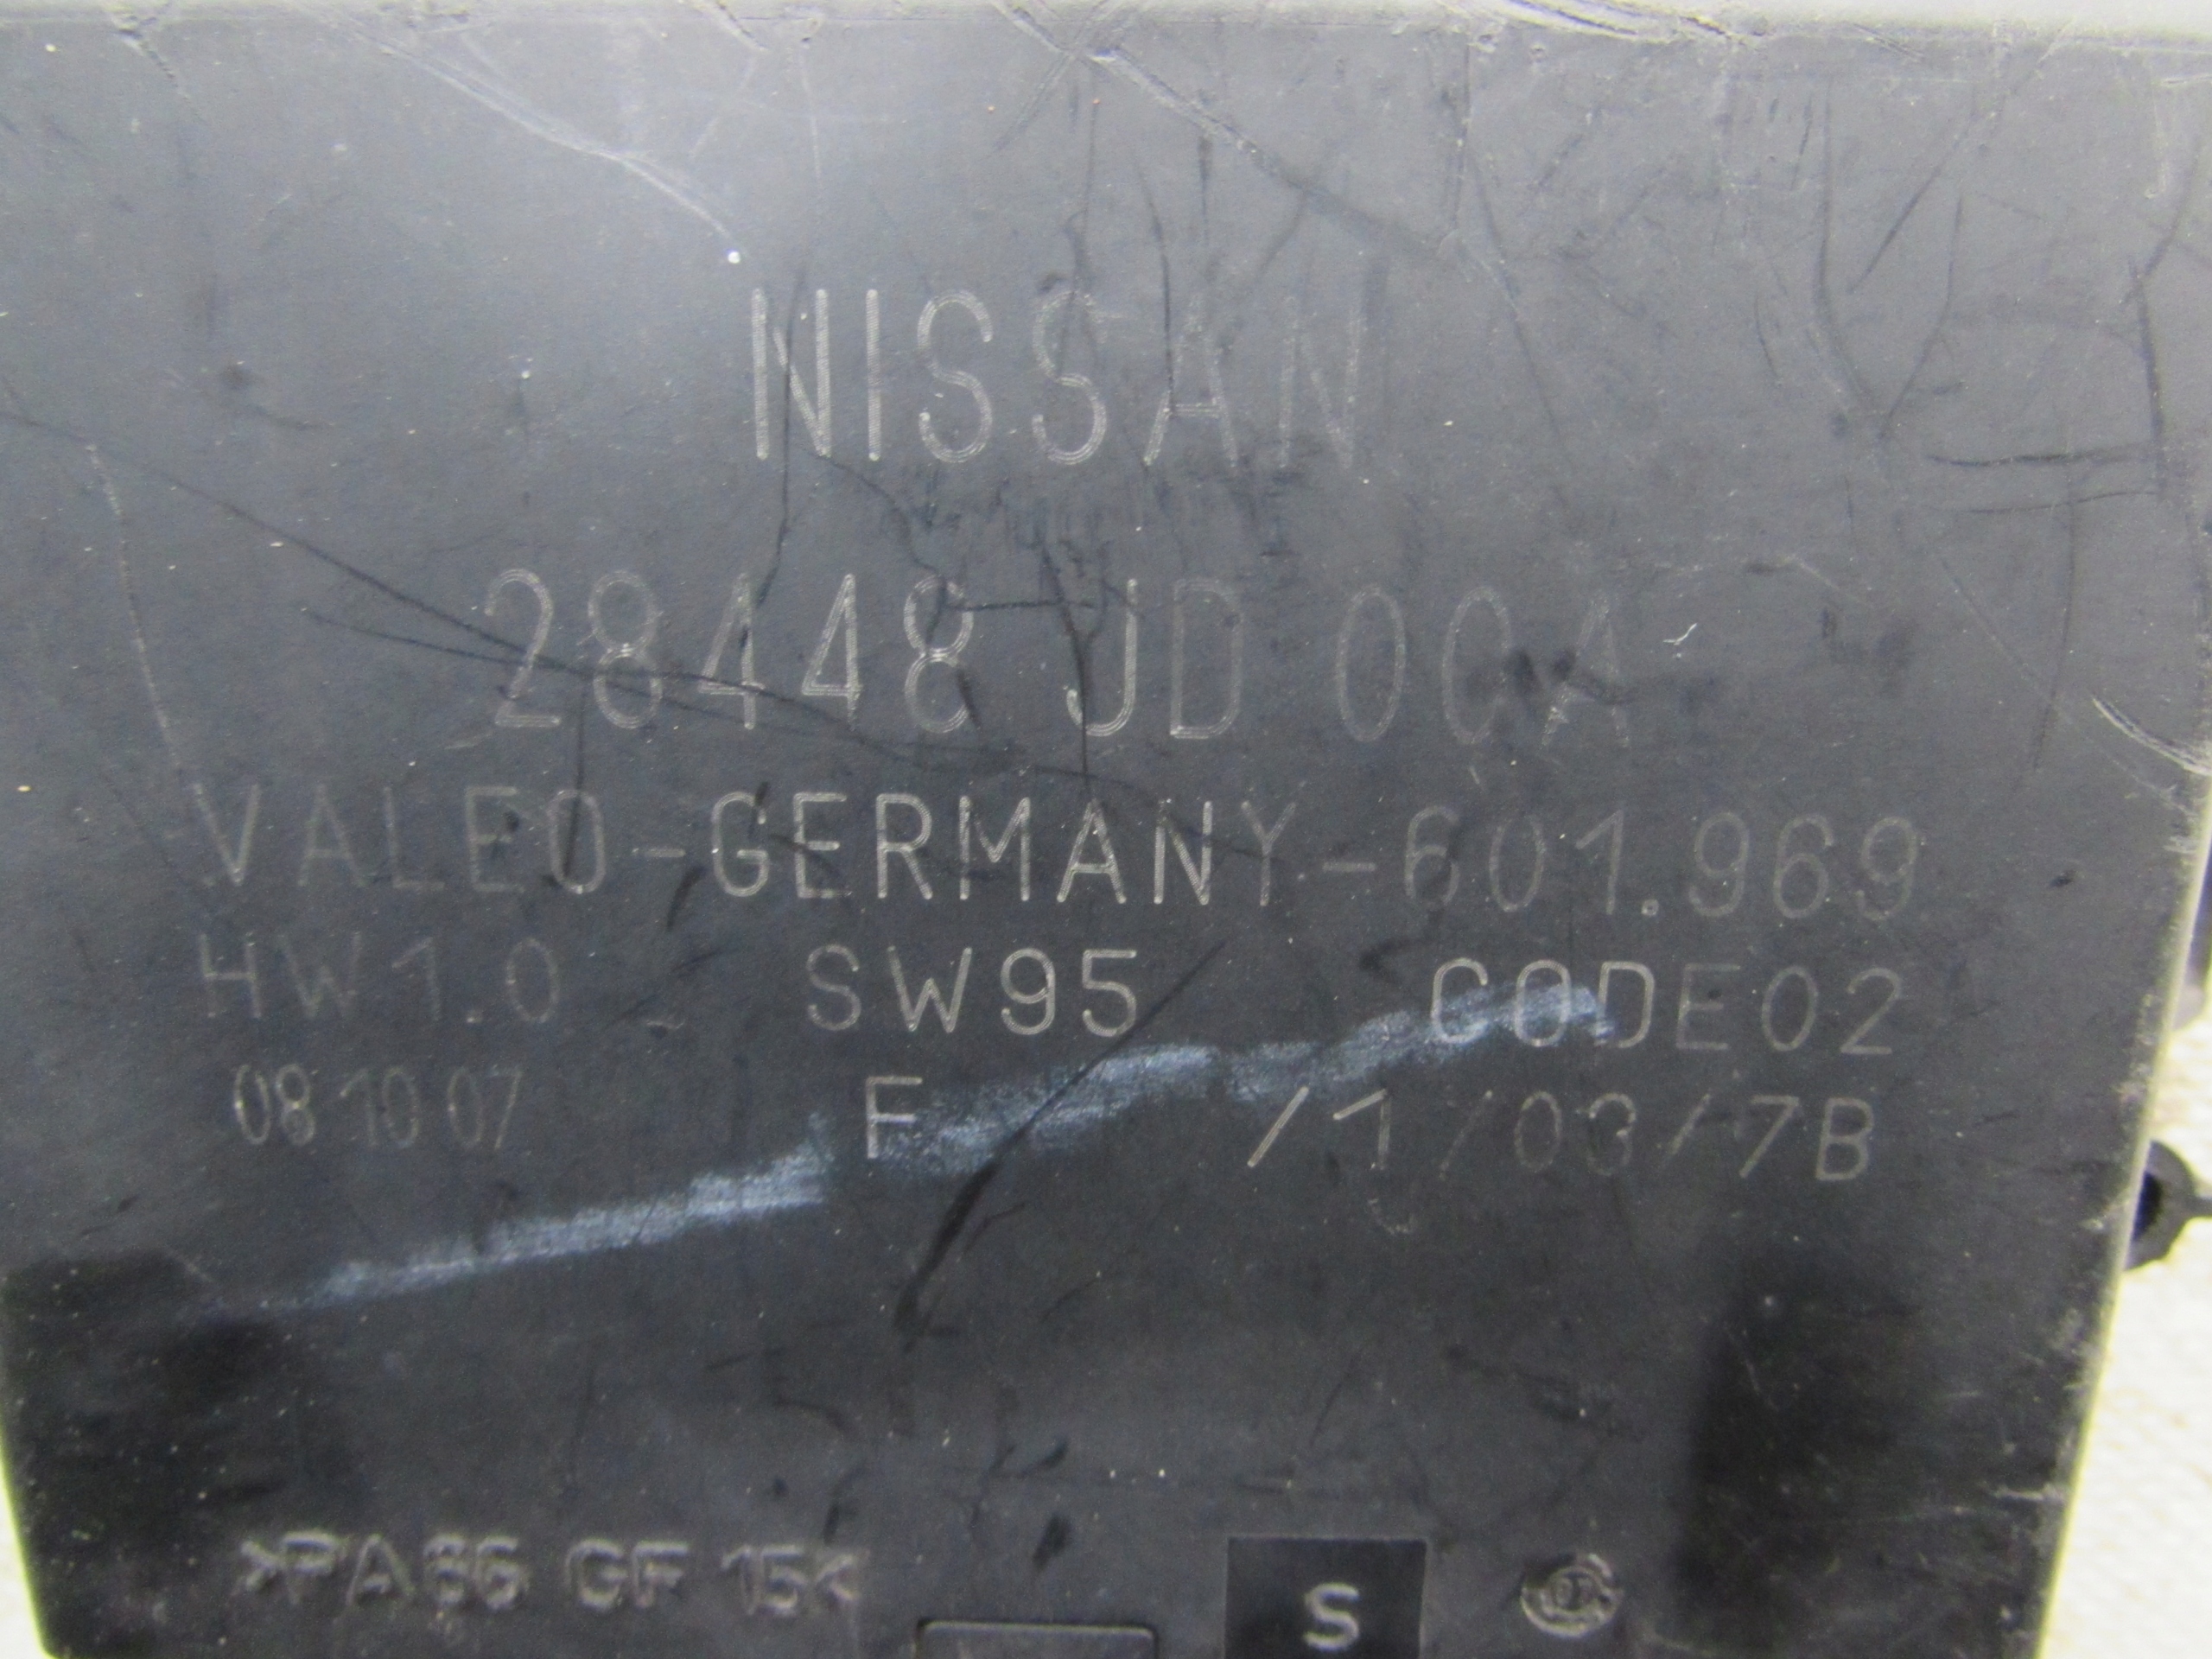 NISSAN
28448 JD 00A
VALEO-GERMANY-601.969
HW1.0 SW95 CODE02
08 10 07 F /1/03/7B
>PA66 GF 15<
S